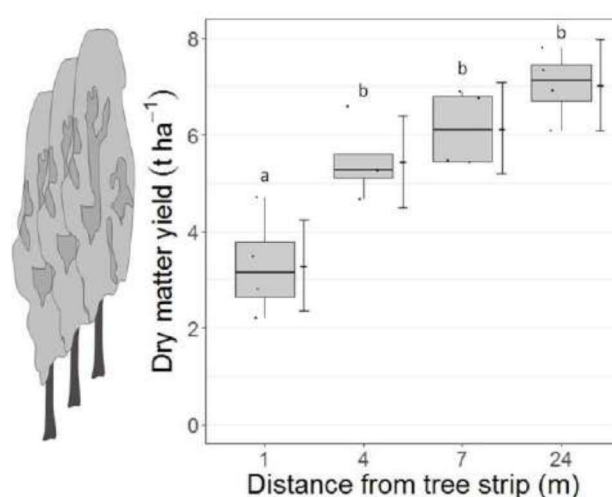 Dry matter yield (t ha⁻¹)
8
6
4
2
0
a
b
b
b
1
4
7
24
Distance from tree strip (m)